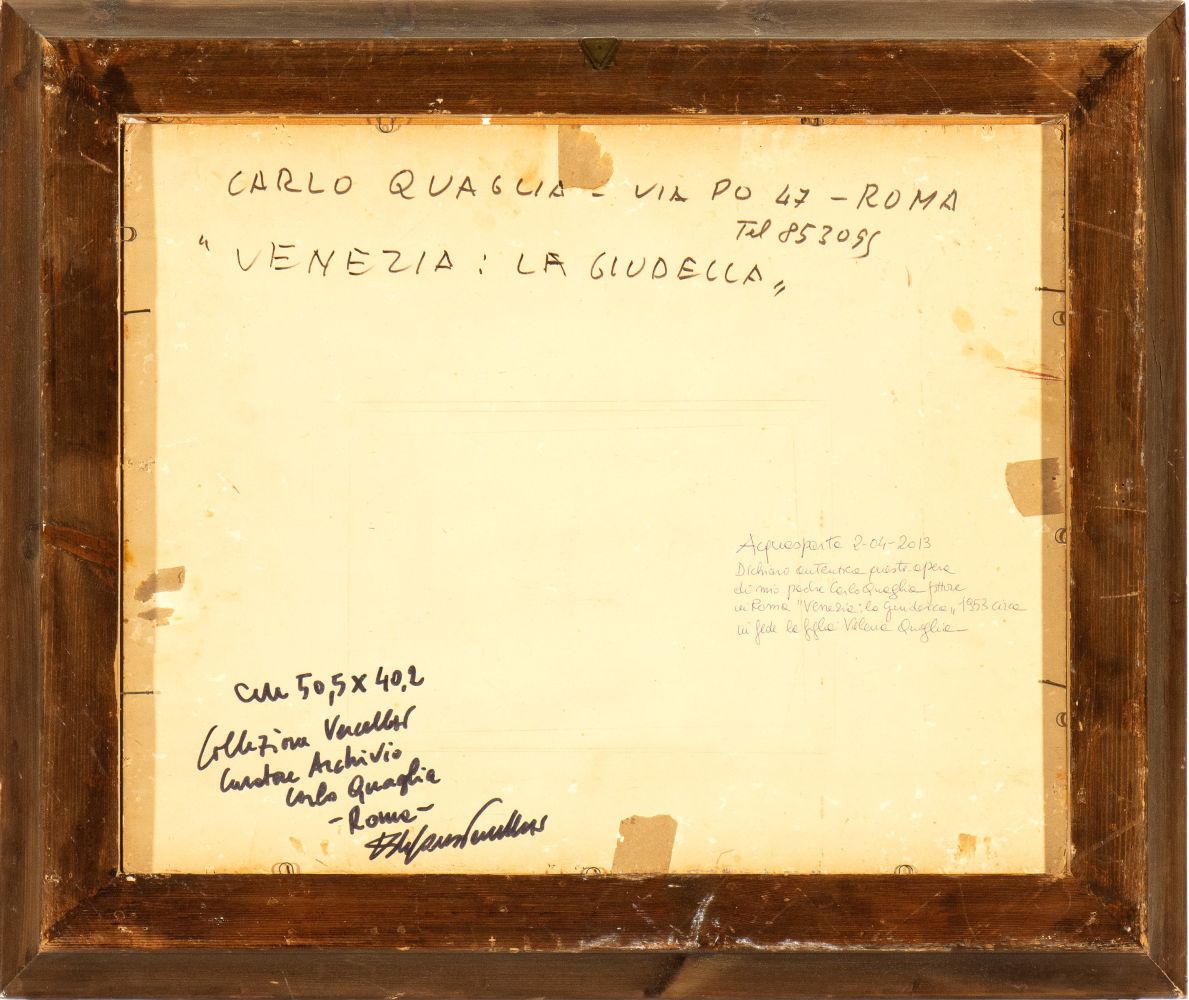 CARLO QUAGLIA - VIA PO 47 - ROMA
Tel 853095
"VENEZIA: LA GIUDECCA„
Acquasparta 2-04-2013
Dichiaro autentica questa opera
di mio padre Carlo Quaglia pittore
in Roma "Venezia: la Giudecca„ 1953 circa
in fede la figlia Valeria Quaglia
cm 50,5 x 40,2
Collezione
Curatore Archivio
Carlo Quaglia
- Roma -